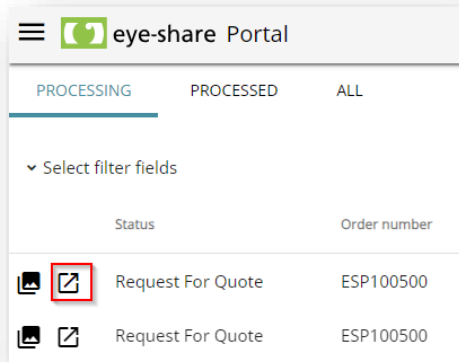 eye-share Portal
PROCESSING PROCESSED ALL
Select filter fields
Status Order number
Request For Quote ESP100500
Request For Quote ESP100500